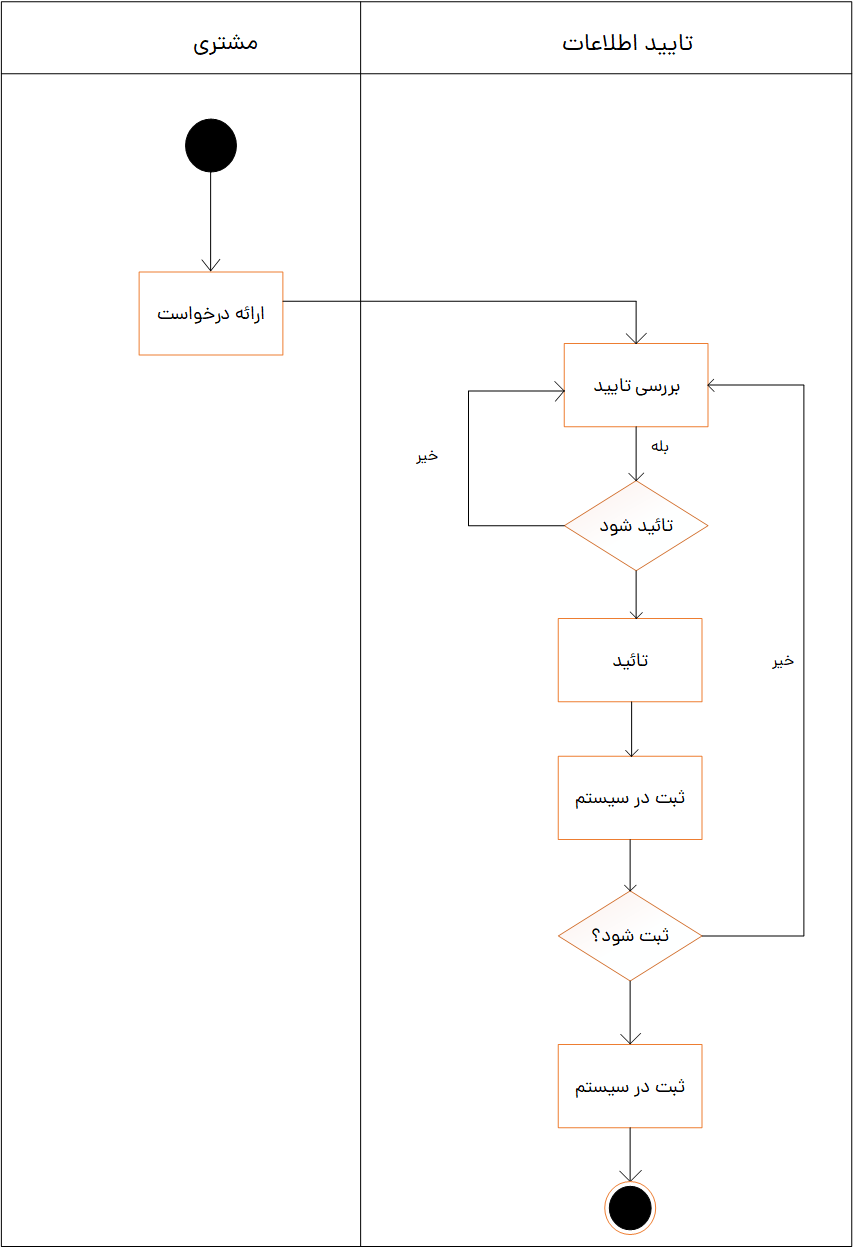 تایید اطلاعات
مشتری
ارائه درخواست
بررسی تایید
بله
خیر
تائید شود
تائید
خیر
ثبت در سیستم
ثبت شود؟
ثبت در سیستم